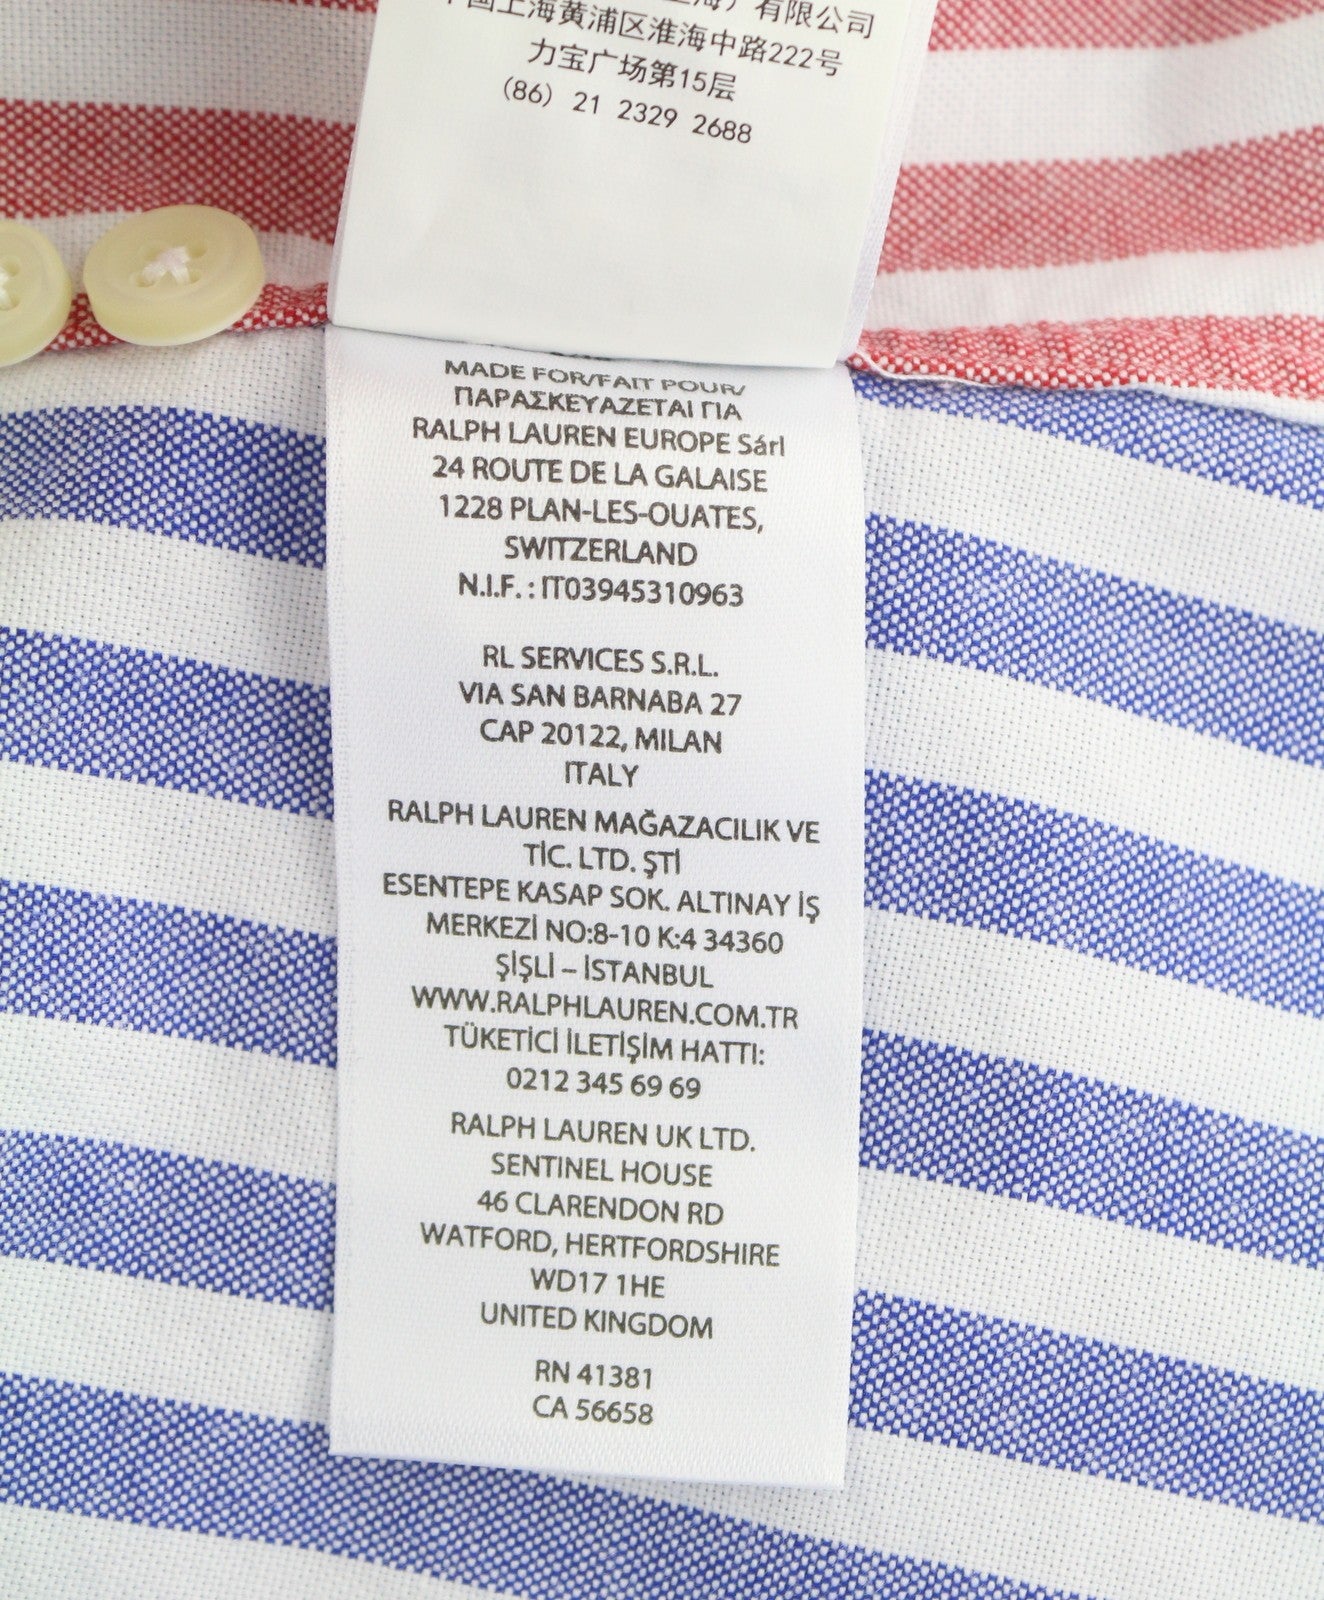 有限公司
国上海黄浦区淮海中路222号
力宝广场第15层
(86) 21 2329 2688
MADE FOR/FAIT POUR/
ΠΑΡΑΣΚΕΥΑΖΕΤΑΙ ΓΙΑ
RALPH LAUREN EUROPE Sárl
24 ROUTE DE LA GALAISE
1228 PLAN-LES-OUATES,
SWITZERLAND
N.I.F. : IT03945310963
RL SERVICES S.R.L.
VIA SAN BARNABA 27
CAP 20122, MILAN
ITALY
RALPH LAUREN MAĞAZACILIK VE
TİC. LTD. ŞTİ
ESENTEPE KASAP SOK. ALTINAY İŞ
MERKEZİ NO:8-10 K:4 34360
ŞİŞLİ – İSTANBUL
WWW.RALPHLAUREN.COM.TR
TÜKETİCİ İLETİŞİM HATTI:
0212 345 69 69
RALPH LAUREN UK LTD.
SENTINEL HOUSE
46 CLARENDON RD
WATFORD, HERTFORDSHIRE
WD17 1HE
UNITED KINGDOM
RN 41381
CA 56658